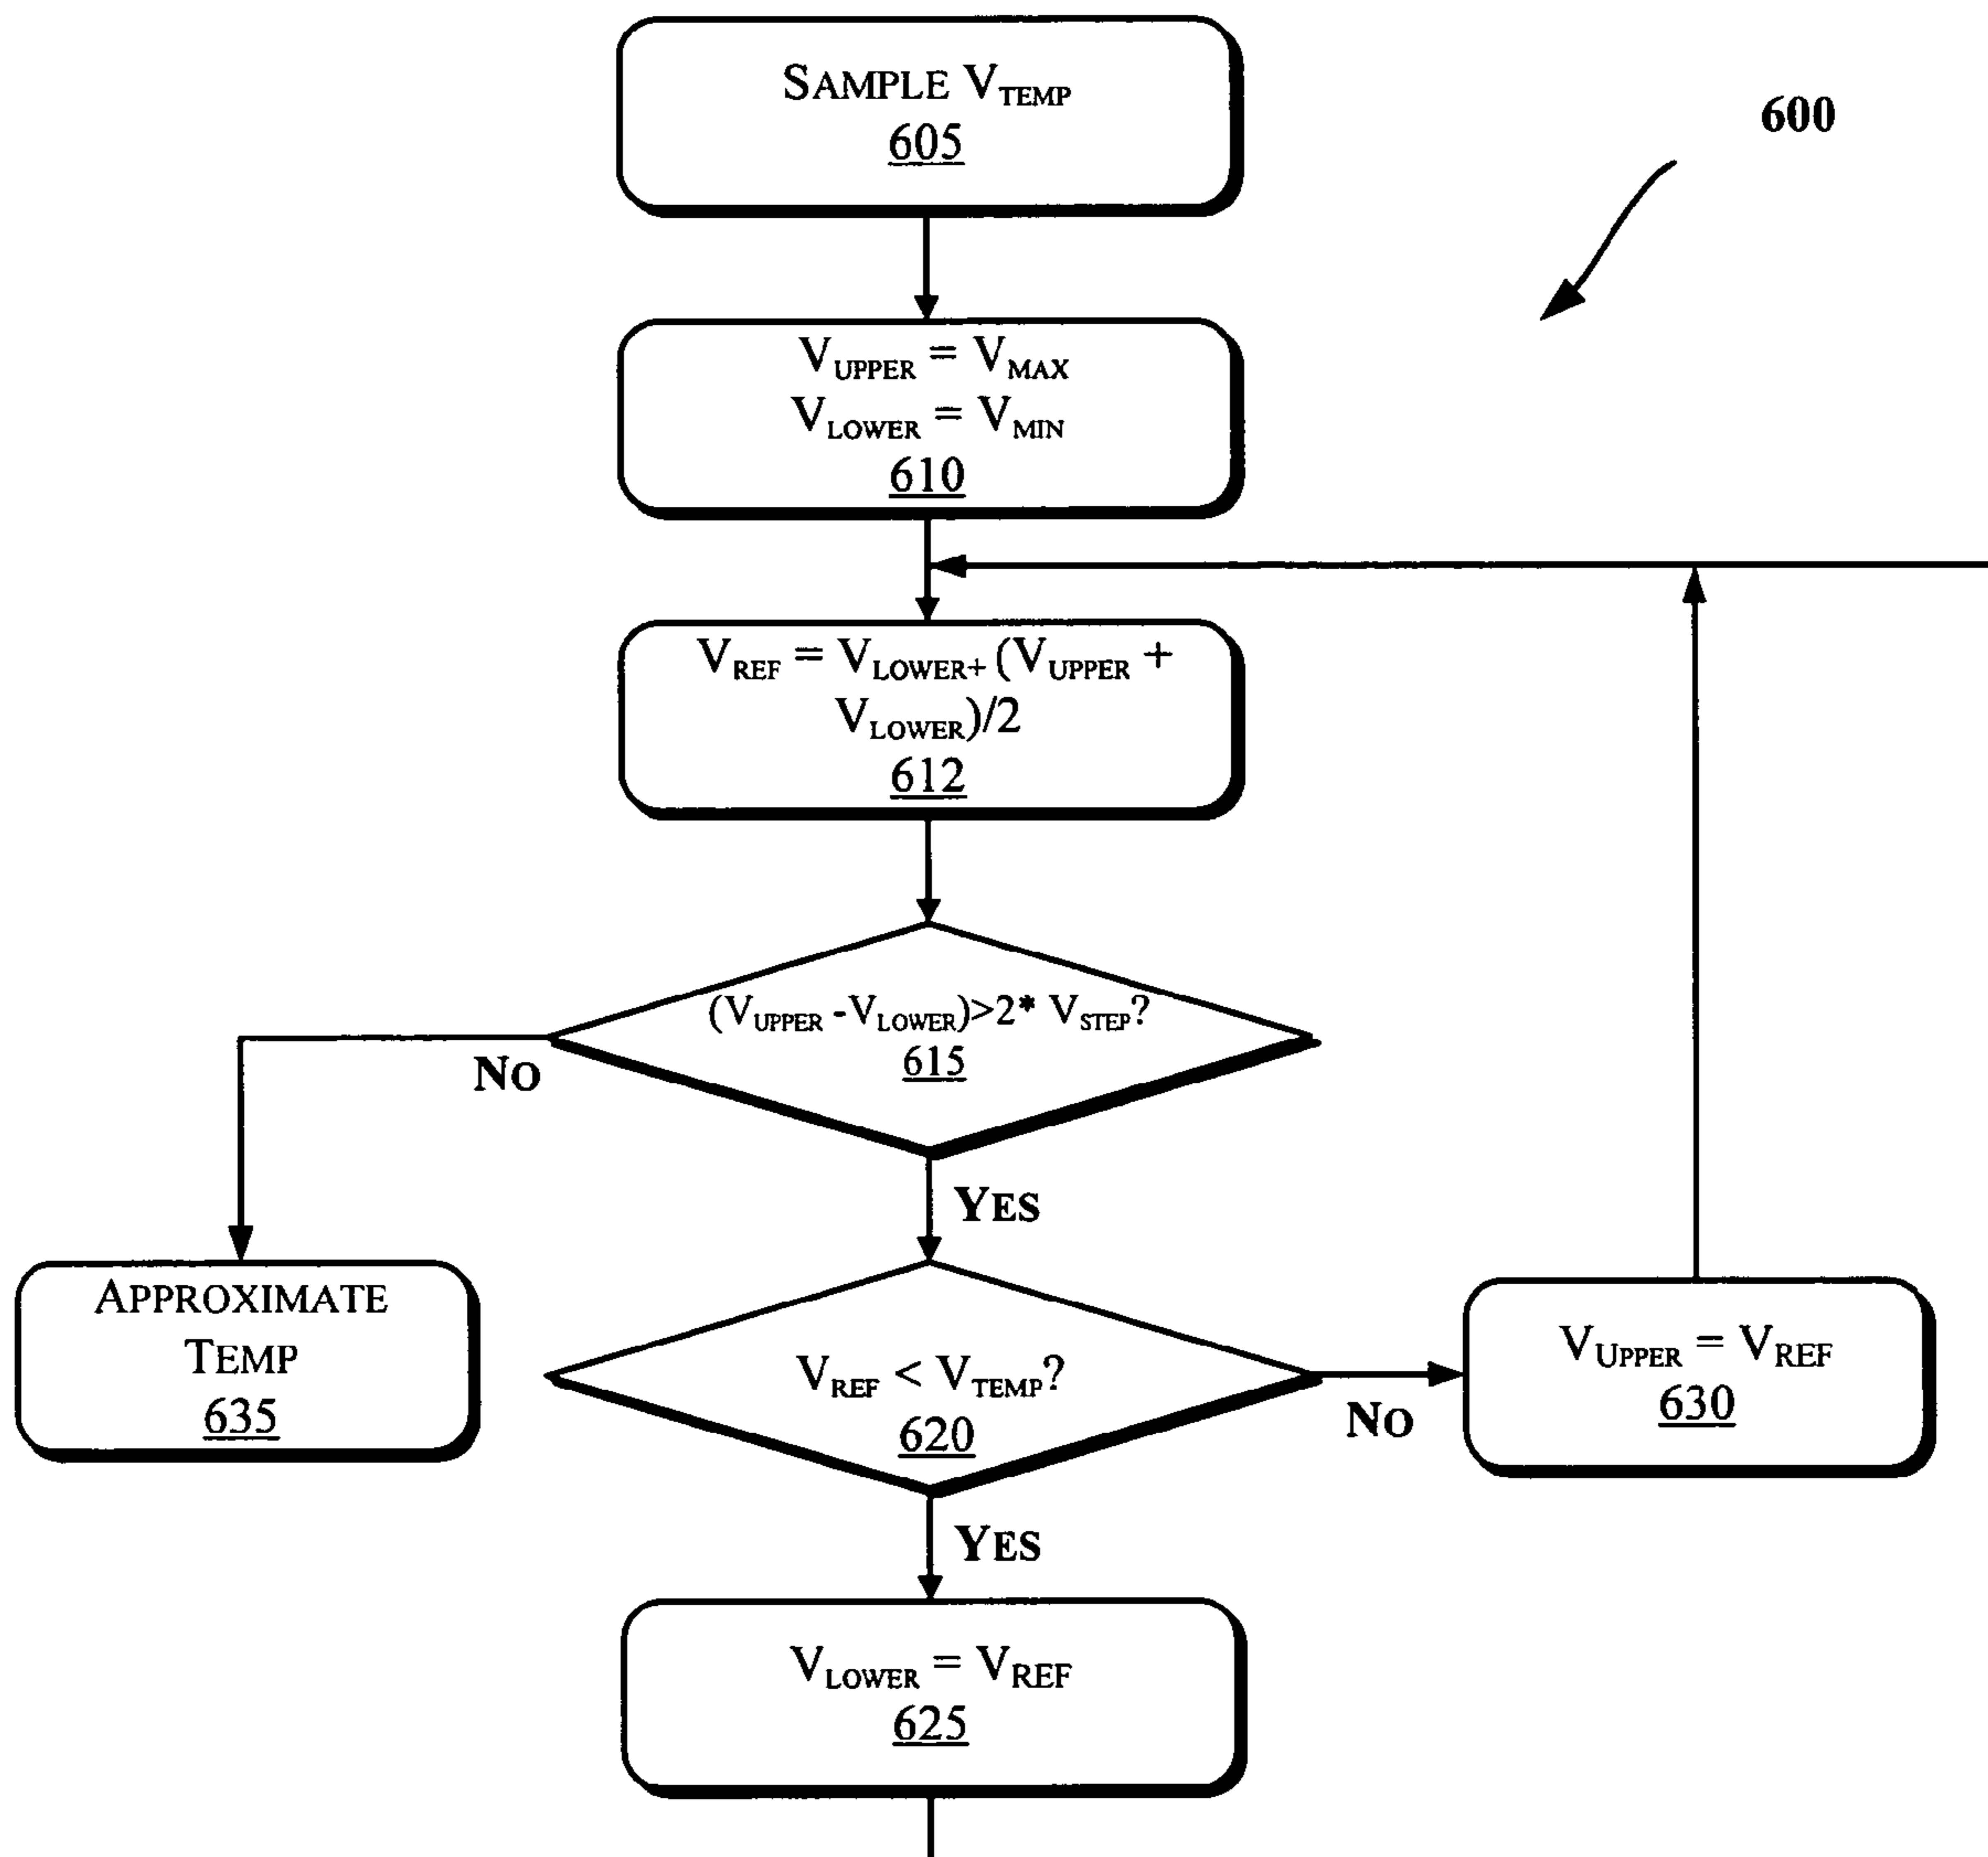 SAMPLE VTEMP
605
600
VUPPER = VMAX
VLOWER = VMIN
610
VREF = VLOWER+ (VUPPER +
VLOWER)/2
612
(VUPPER -VLOWER)>2* VSTEP?
615
NO
YES
APPROXIMATE
TEMP
635
VREF < VTEMP?
620
NO
VUPPER = VREF
630
YES
VLOWER = VREF
625